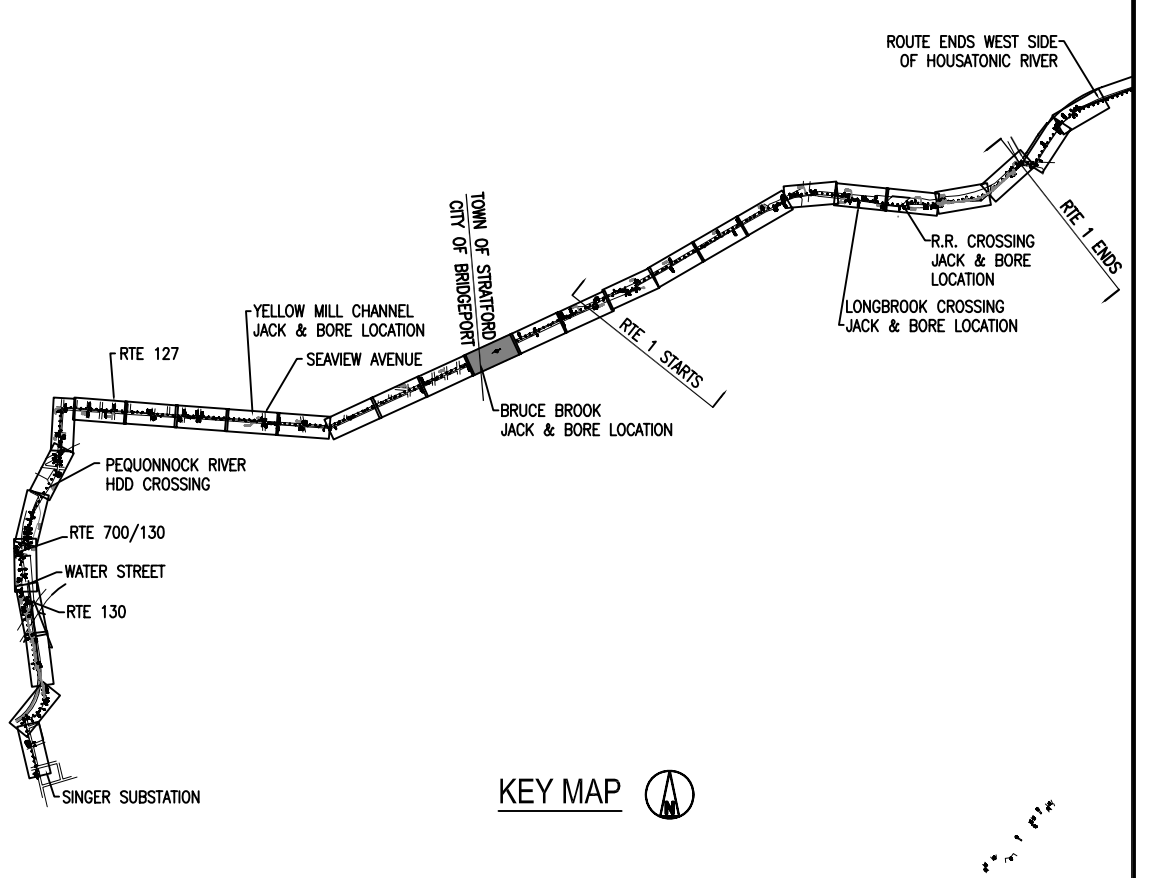 ROUTE ENDS WEST SIDE
OF HOUSATONIC RIVER
TOWN OF STRATFORD
CITY OF BRIDGEPORT
RTE 1 ENDS
R.R. CROSSING
JACK & BORE
LOCATION
LONGBROOK CROSSING
JACK & BORE LOCATION
YELLOW MILL CHANNEL
JACK & BORE LOCATION
SEAVIEW AVENUE
RTE 127
RTE 1 STARTS
BRUCE BROOK
JACK & BORE LOCATION
PEQUONNOCK RIVER
HDD CROSSING
RTE 700/130
WATER STREET
RTE 130
SINGER SUBSTATION
KEY MAP
N